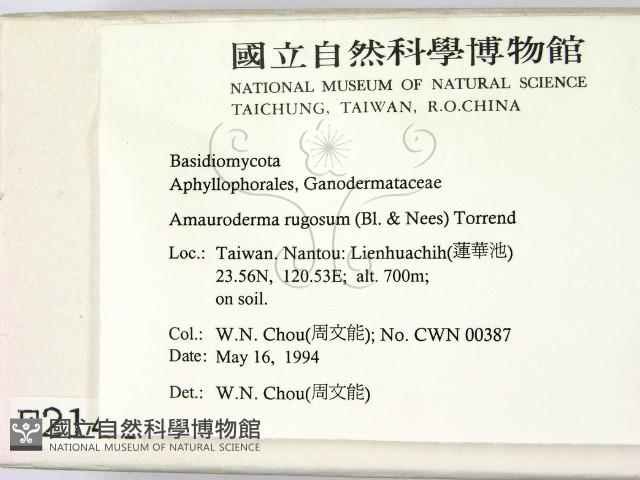 國立自然科學博物館
NATIONAL MUSEUM OF NATURAL SCIENCE
TAICHUNG, TAIWAN, R.O.CHINA
Basidiomycota
Aphyllophorales, Ganodermataceae
Amauroderma rugosum (Bl. & Nees) Torrend
Loc.: Taiwan. Nantou: Lienhuachih(蓮華池)
23.56N, 120.53E; alt. 700m;
on soil.
Col.: W.N. Chou(周文能); No. CWN 00387
Date: May 16, 1994
Det.: W.N. Chou(周文能)
國立自然科學博物館
NATIONAL MUSEUM OF NATURAL SCIENCE